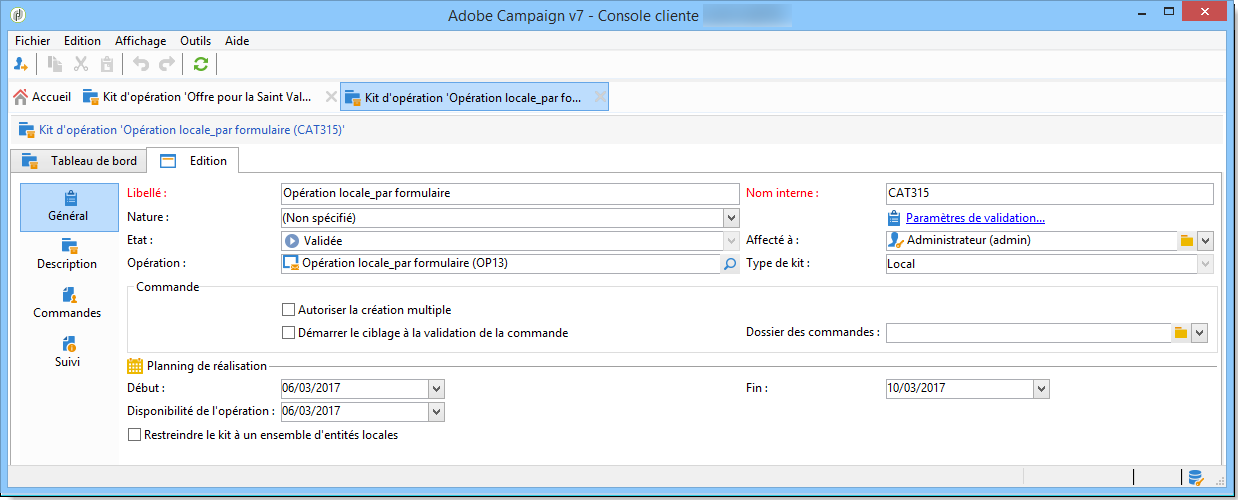 Adobe Campaign v7 - Console cliente
Fichier Edition Affichage Outils Aide
Accueil Kit d'opération 'Offre pour la Saint Val... Kit d'opération 'Opération locale_par fo...
Kit d'opération 'Opération locale_par formulaire (CAT315)'
Tableau de bord Edition
Général
Description
Commandes
Suivi
Libellé : Opération locale_par formulaire Nom interne : CAT315
Nature : (Non spécifié) Paramètres de validation...
Etat : Validée Affecté à : Administrateur (admin)
Opération : Opération locale_par formulaire (OP13) Type de kit : Local
Commande
Autoriser la création multiple
Démarrer le ciblage à la validation de la commande Dossier des commandes :
Planning de réalisation
Début : 06/03/2017 Fin : 10/03/2017
Disponibilité de l'opération : 06/03/2017
Restreindre le kit à un ensemble d'entités locales